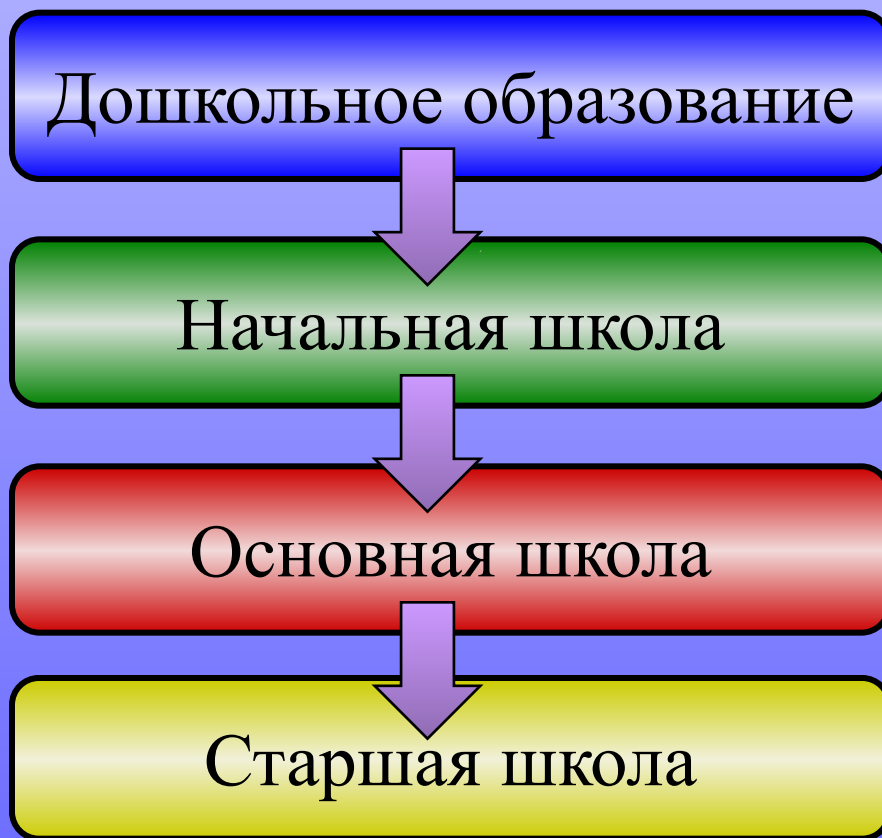 Дошкольное образование
Начальная школа
Основная школа
Старшая школа